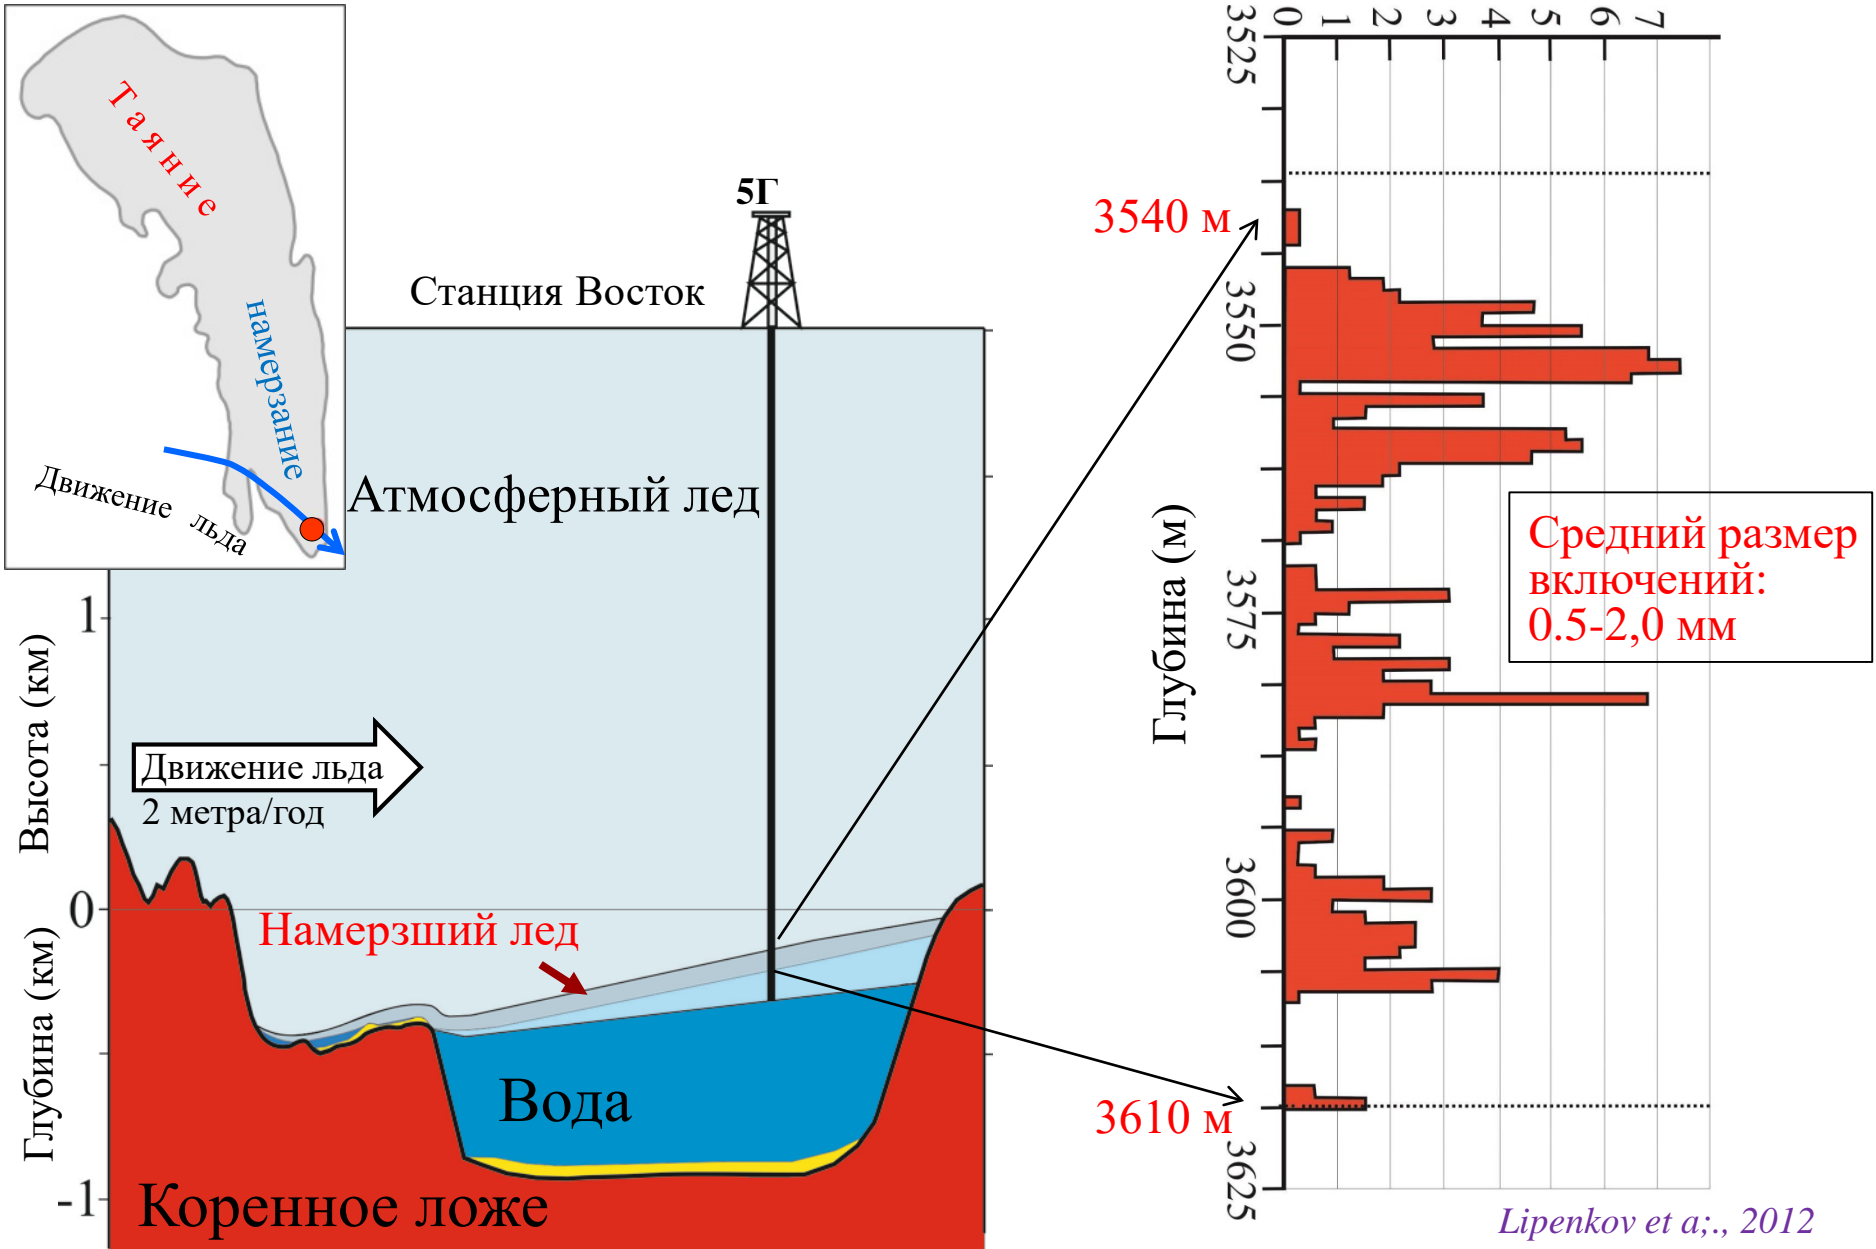 Таяние
намерзание
Движение льда
5Г
Станция Восток
Атмосферный лед
1
0
-1
Высота (км)
Глубина (км)
Движение льда
2 метра/год
Намерзший лед
Вода
Коренное ложе
0 1 2 3 4 5 6 7
3525
3550
3575
3600
3625
Глубина (м)
3540 м
3610 м
Средний размер
включений:
0.5-2,0 мм
Lipenkov et a;., 2012